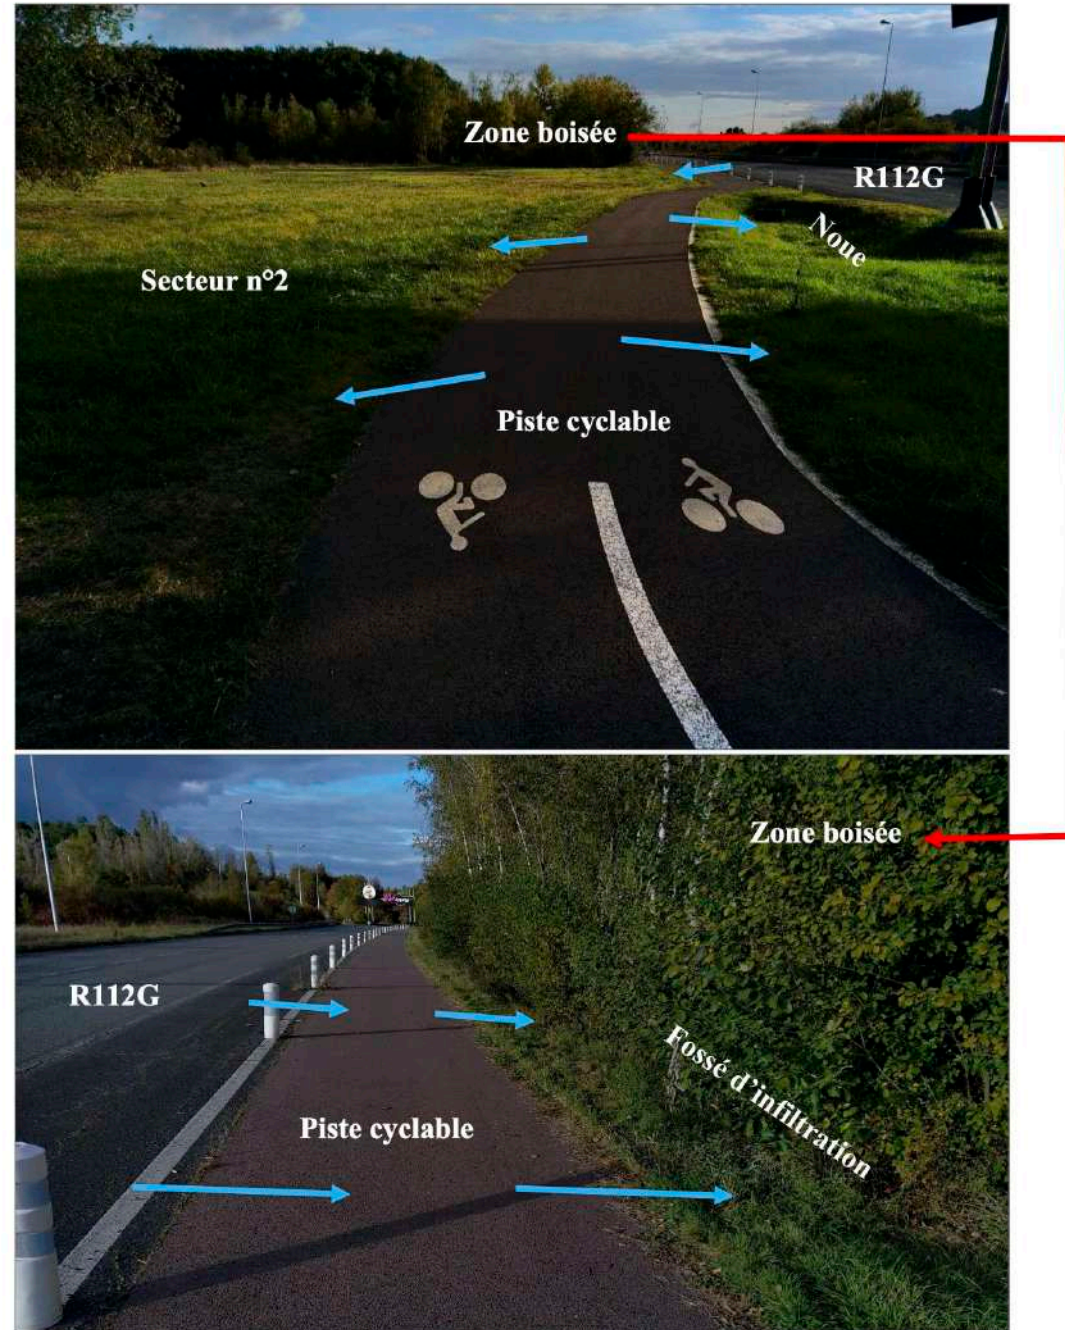 Zone boisée
R112G
Noue
Secteur n°2
Piste cyclable
Zone boisée
R112G
Fossé d'infiltration
Piste cyclable